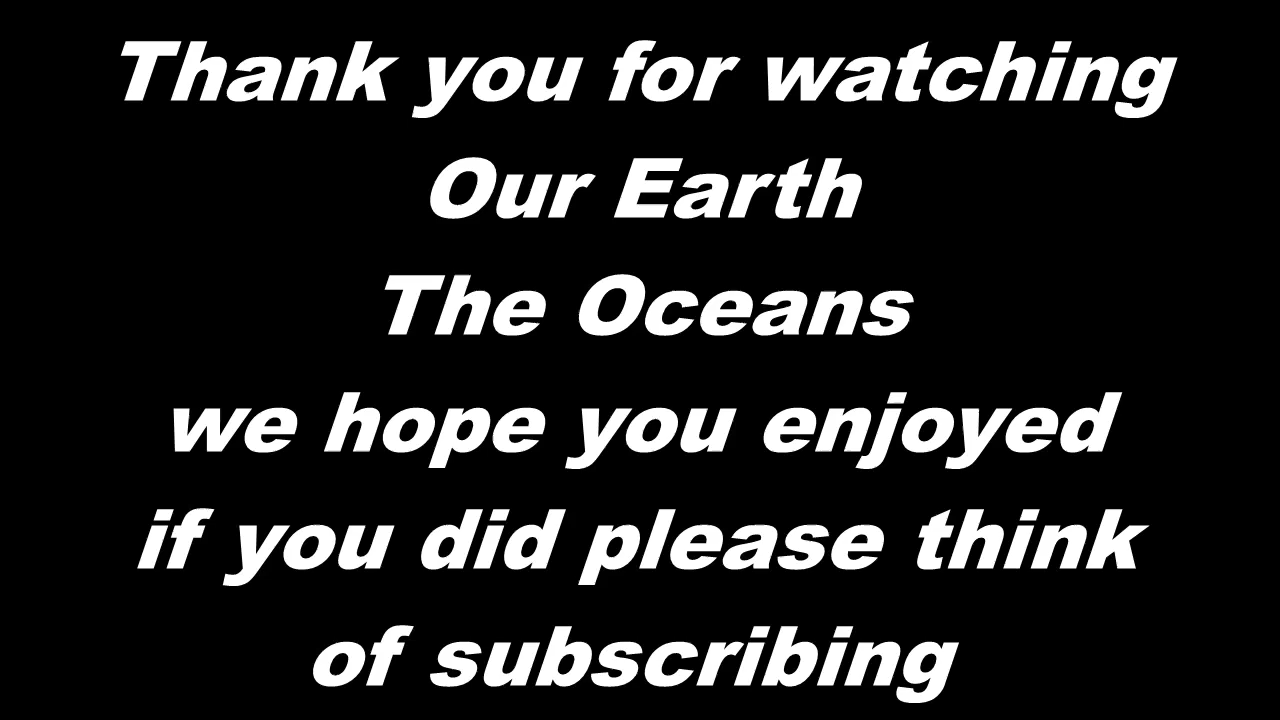 Thank you for watching
Our Earth
The Oceans
we hope you enjoyed
if you did please think
of subscribing